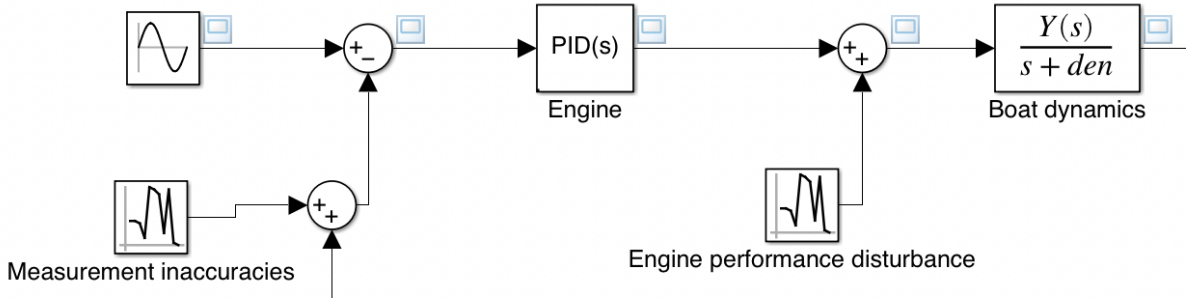 +
−
PID(s)
+
+
Y(s)
s + den
Engine
Boat dynamics
+
+
Measurement inaccuracies
Engine performance disturbance